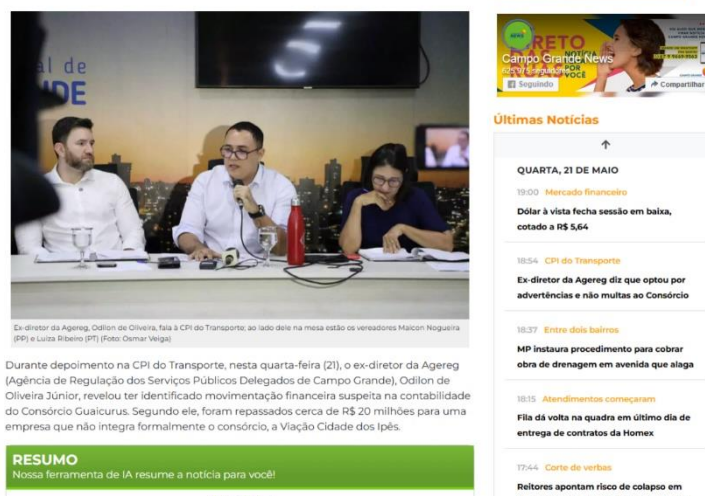 al de
NDE
Ex-diretor da Agereg, Odilon de Oliveira, fala à CPI do Transporte; ao lado dele na mesa estão os vereadores Maicon Nogueira
(PP) e Luiza Ribeiro (PT) (Foto: Osmar Veiga)
Durante depoimento na CPI do Transporte, nesta quarta-feira (21), o ex-diretor da Agereg
(Agência de Regulação dos Serviços Públicos Delegados de Campo Grande), Odilon de
Oliveira Júnior, revelou ter identificado movimentação financeira suspeita na contabilidade
do Consórcio Guaicurus. Segundo ele, foram repassados cerca de R$ 20 milhões para uma
empresa que não integra formalmente o consórcio, a Viação Cidade dos Ipês.
RESUMO
Nossa ferramenta de IA resume a notícia para você!
Campo Grande News
seguidores
Seguindo
Compartilhar
Últimas Notícias
QUARTA, 21 DE MAIO
19:00 Mercado financeiro
Dólar à vista fecha sessão em baixa,
cotado a R$ 5,64
18:54 CPI do Transporte
Ex-diretor da Agereg diz que optou por
advertências e não multas ao Consórcio
18:37 Entre dois bairros
MP instaura procedimento para cobrar
obra de drenagem em avenida que alaga
18:15 Atendimentos começaram
Fila dá volta na quadra em último dia de
entrega de contratos da Homex
17:44 Corte de verbas
Reitores apontam risco de colapso em